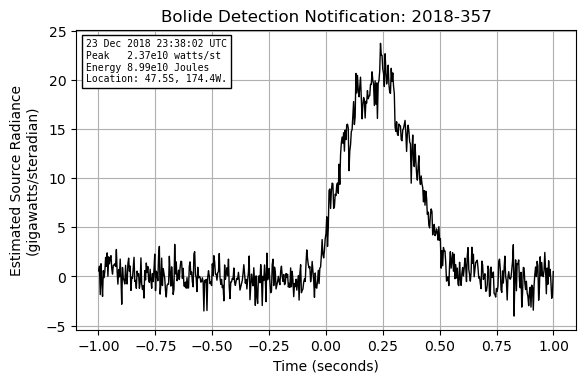 Bolide Detection Notification: 2018-357
23 Dec 2018 23:38:02 UTC
Peak 2.37e10 watts/st
Energy 8.99e10 Joules
Location: 47.5S, 174.4W.
Estimated Source Radiance
(gigawatts/steradian)
25
20
15
10
5
0
−5
−1.00 −0.75 −0.50 −0.25 0.00 0.25 0.50 0.75 1.00
Time (seconds)